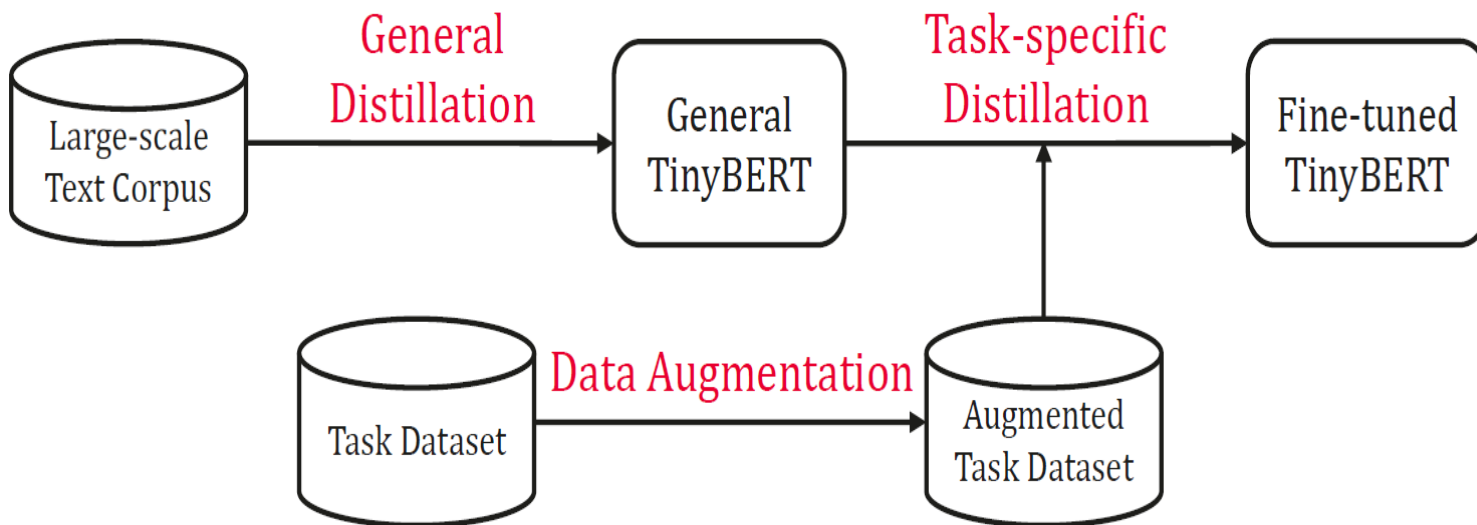 General
Distillation
Task-specific
Distillation
Large-scale
Text Corpus
General
TinyBERT
Fine-tuned
TinyBERT
Data Augmentation
Task Dataset
Augmented
Task Dataset